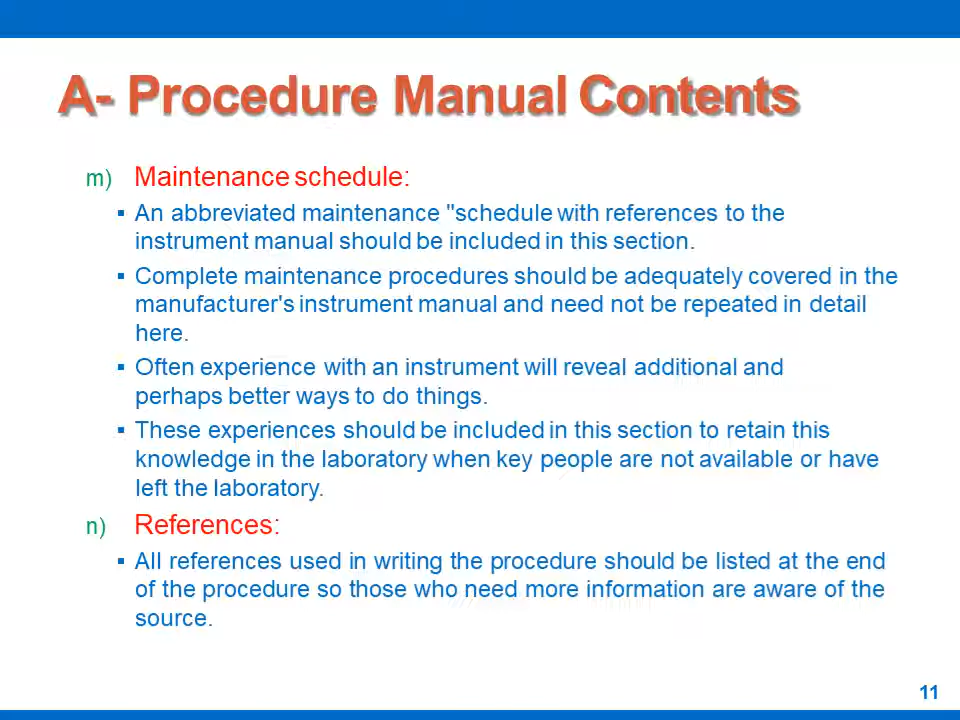 A- Procedure Manual Contents
m) Maintenance schedule:
▪ An abbreviated maintenance "schedule with references to the
instrument manual should be included in this section.
▪ Complete maintenance procedures should be adequately covered in the
manufacturer's instrument manual and need not be repeated in detail
here.
▪ Often experience with an instrument will reveal additional and
perhaps better ways to do things.
▪ These experiences should be included in this section to retain this
knowledge in the laboratory when key people are not available or have
left the laboratory.
n) References:
▪ All references used in writing the procedure should be listed at the end
of the procedure so those who need more information are aware of the
source.
11